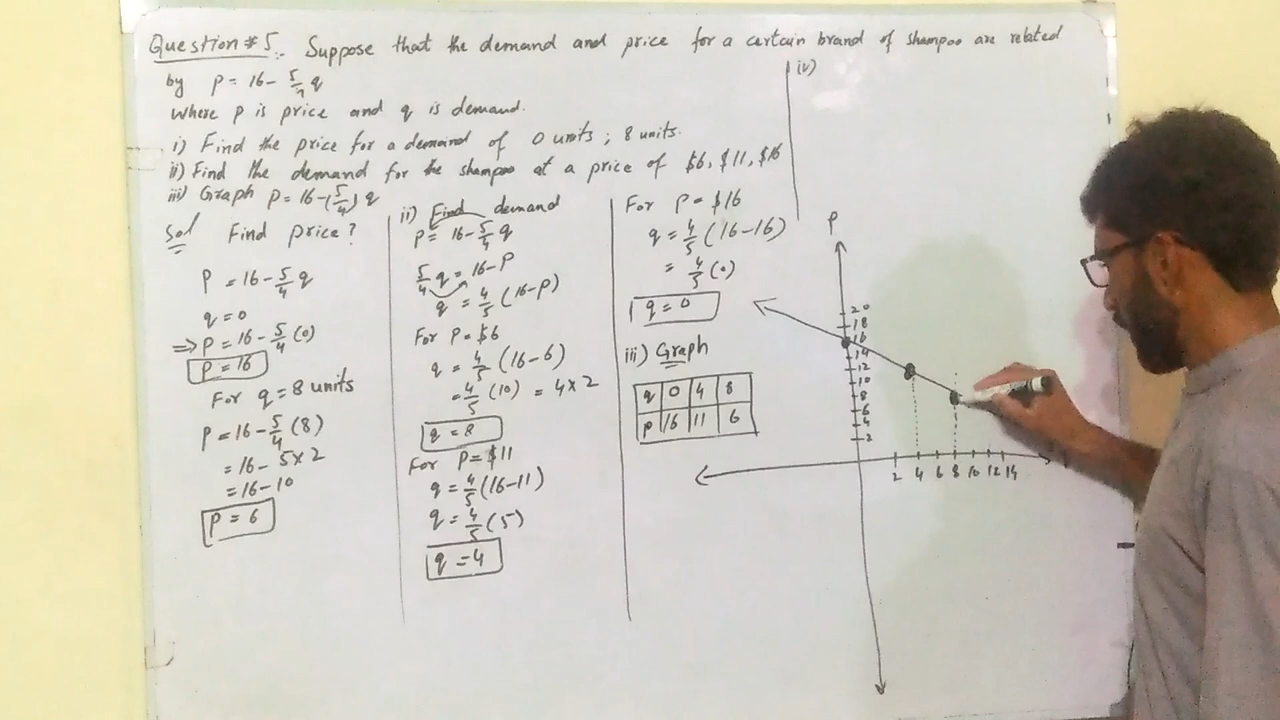 Question # 5:. Suppose that the demand and price for a certain brand of shampoo are related
by P = 16 - 5/4 q
Where P is price and q is demand.
i) Find the price for a demand of 0 units ; 8 units.
ii) Find the demand for the shampoo at a price of $6, $11, $16
iii) Graph P = 16 - (5/4) q
Sol Find price?
P = 16 - 5/4 q
q = 0
⇒ P = 16 - 5/4 (0)
P = 16
For q = 8 units
P = 16 - 5/4 (8)
= 16 - 5 x 2
= 16 - 10
P = 6
ii) Find demand
P = 16 - 5/4 q
5/4 q = 16 - P
q = 4/5 (16 - P)
For P = $6
q = 4/5 (16 - 6)
= 4/5 (10) = 4 x 2
q = 8
For P = $11
q = 4/5 (16 - 11)
q = 4/5 (5)
q = 4
For P = $16
q = 4/5 (16 - 16)
= 4/5 (0)
q = 0
iii) Graph
q 0 4 8
P 16 11 6
iv)
P
20
18
16
14
12
10
8
6
4
2
2 4 6 8 10 12 14